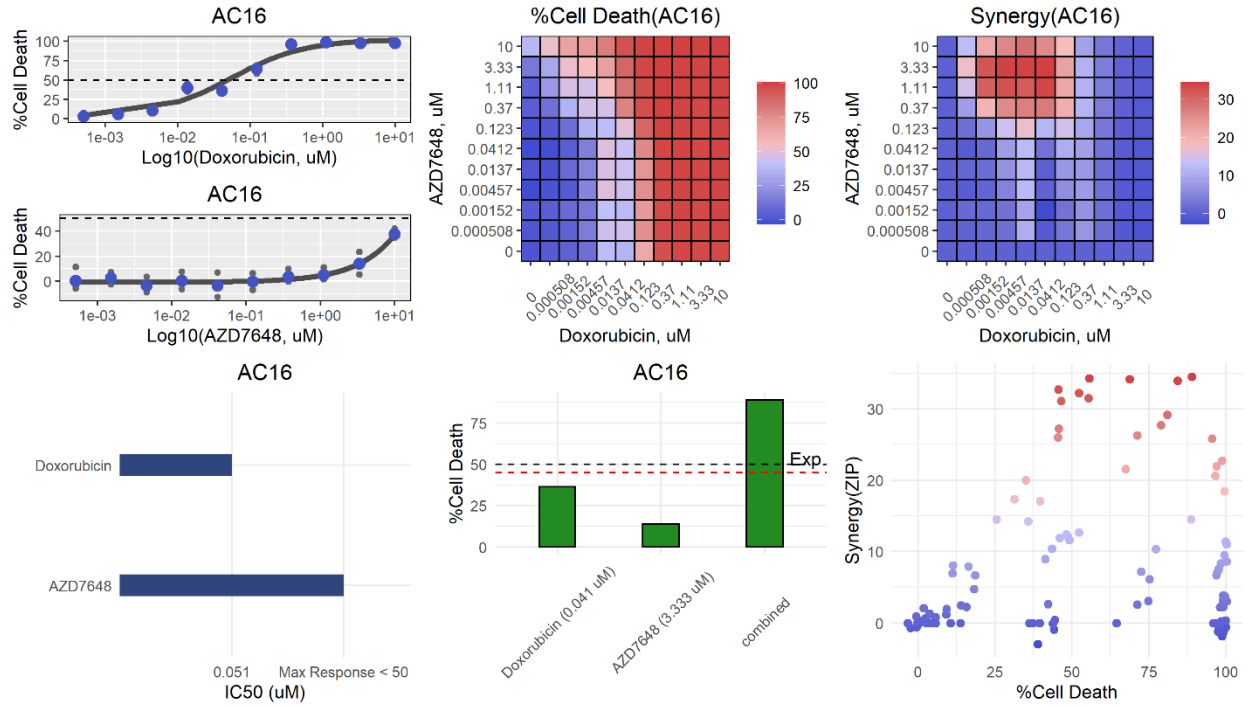 AC16
%Cell Death
100
75
50
25
0
1e-03
1e-02
1e-01
1e+00
1e+01
Log10(Doxorubicin, uM)
AC16
%Cell Death
40
20
0
1e-03
1e-02
1e-01
1e+00
1e+01
Log10(AZD7648, uM)
%Cell Death(AC16)
AZD7648, uM
10
3.33
1.11
0.37
0.123
0.0412
0.0137
0.00457
0.00152
0.000508
0
0
0.000508
0.00152
0.00457
0.0137
0.0412
0.123
0.37
1.11
3.33
10
Doxorubicin, uM
100
75
50
25
0
Synergy(AC16)
AZD7648, uM
10
3.33
1.11
0.37
0.123
0.0412
0.0137
0.00457
0.00152
0.000508
0
0
0.000508
0.00152
0.00457
0.0137
0.0412
0.123
0.37
1.11
3.33
10
Doxorubicin, uM
30
20
10
0
AC16
Doxorubicin
AZD7648
0.051
Max Response < 50
IC50 (uM)
AC16
%Cell Death
75
50
25
0
Exp
Doxorubicin (0.041 uM)
AZD7648 (3.333 uM)
combined
Synergy(ZIP)
30
20
10
0
0
25
50
75
100
%Cell Death